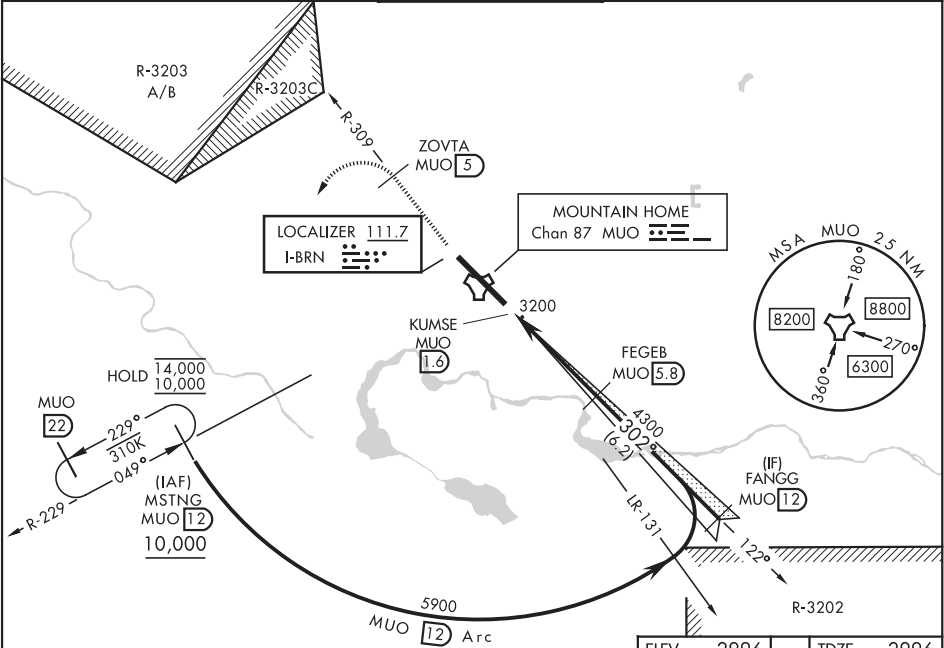 R-3203
A/B
R-3203C
R-309
ZOVTA
MUO 5
LOCALIZER 111.7
I-BRN
MOUNTAIN HOME
Chan 87 MUO
MSA MUO 25 NM
180°
8200
8800
270°
6300
360°
3200
KUMSE
MUO
1.6
FEGEB
MUO 5.8
HOLD 14,000
10,000
MUO
22
229°
310K
049°
R-229
(IAF)
MSTNG
MUO 12
10,000
4300
302°
(6.2)
(IF)
FANGG
MUO 12
LR-131
122°
5900
MUO 12 Arc
R-3202
ELEV 2996
TDZE 2996